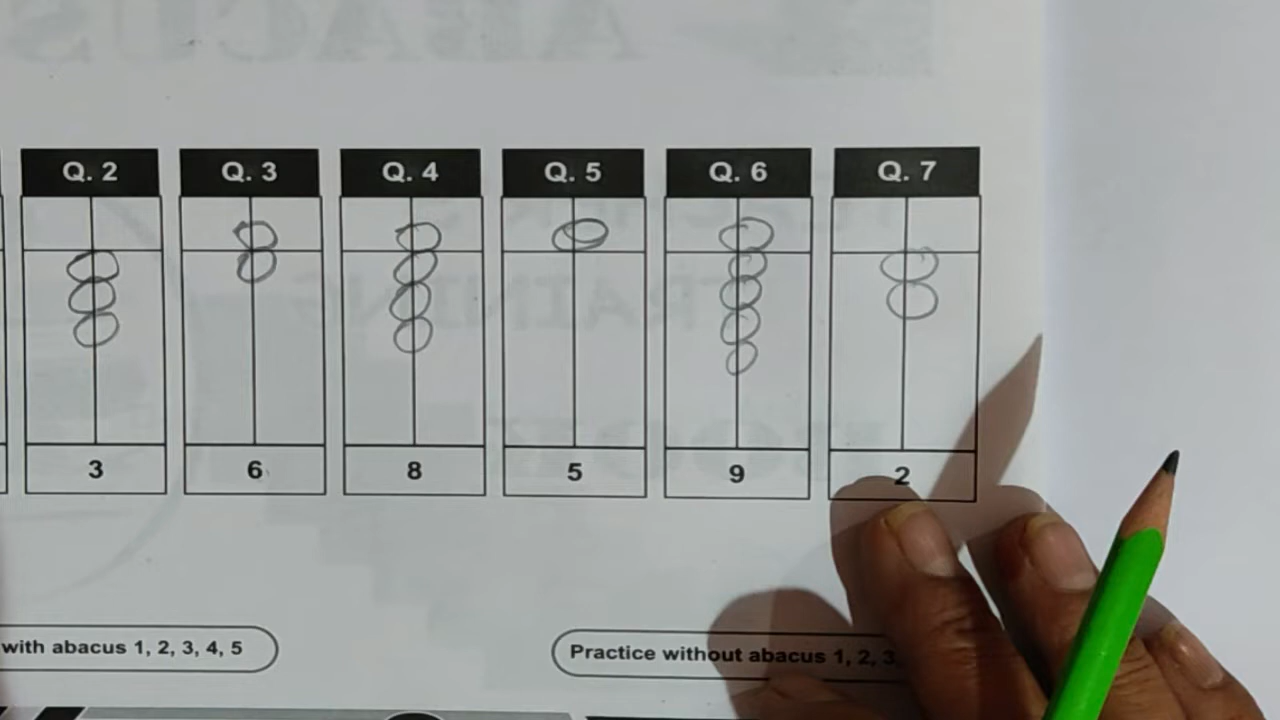 Q. 2 Q. 3 Q. 4 Q. 5 Q. 6 Q. 7
3 6 8 5 9 2
with abacus 1, 2, 3, 4, 5
Practice without abacus 1, 2, 3,